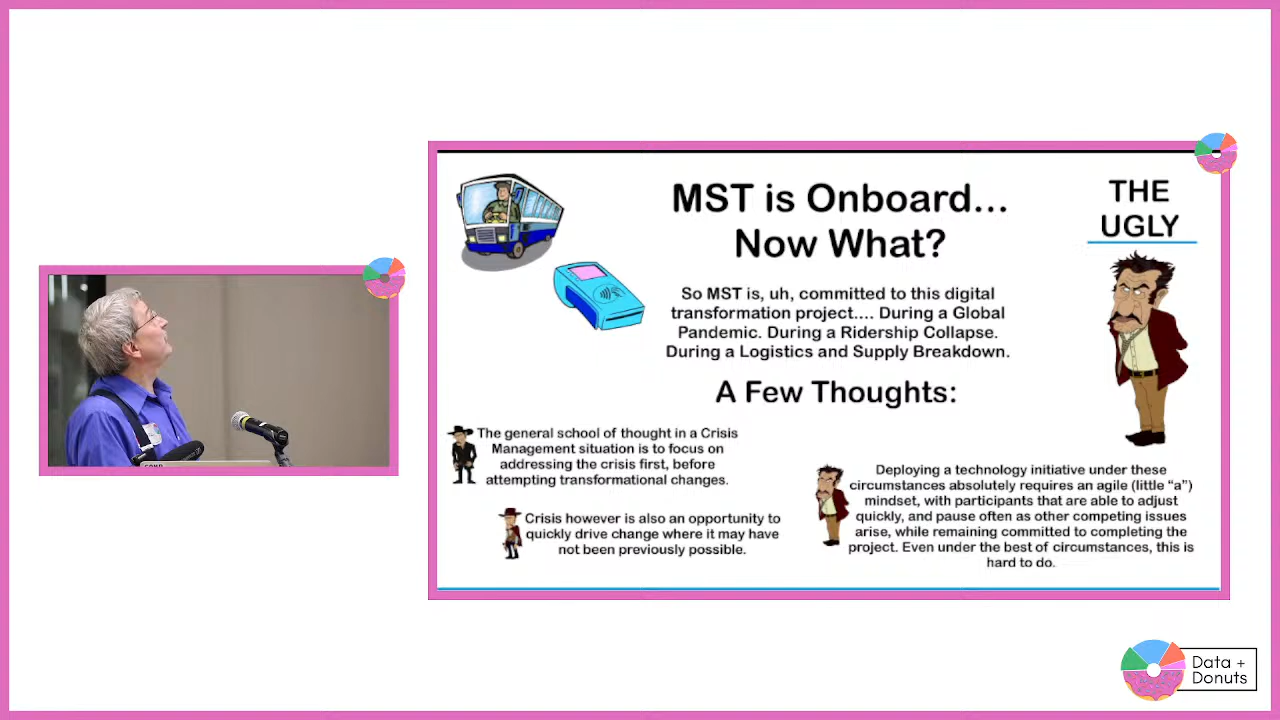 MST is Onboard...
Now What?
THE
UGLY
So MST is, uh, committed to this digital
transformation project.... During a Global
Pandemic. During a Ridership Collapse.
During a Logistics and Supply Breakdown.
A Few Thoughts:
The general school of thought in a Crisis
Management situation is to focus on
addressing the crisis first, before
attempting transformational changes.
Crisis however is also an opportunity to
quickly drive change where it may have
not been previously possible.
Deploying a technology initiative under these
circumstances absolutely requires an agile (little “a”)
mindset, with participants that are able to adjust
quickly, and pause often as other competing issues
arise, while remaining committed to completing the
project. Even under the best of circumstances, this is
hard to do.
Data +
Donuts